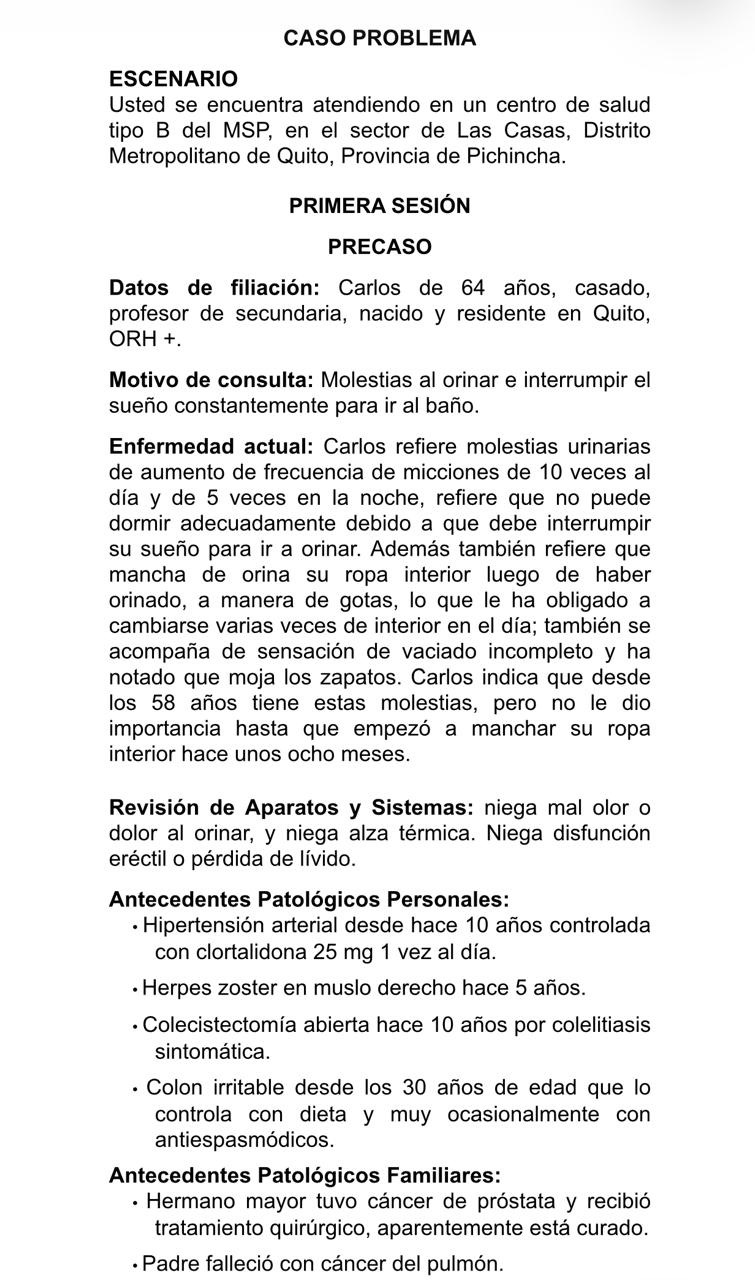 CASO PROBLEMA
ESCENARIO
Usted se encuentra atendiendo en un centro de salud
tipo B del MSP, en el sector de Las Casas, Distrito
Metropolitano de Quito, Provincia de Pichincha.
PRIMERA SESIÓN
PRECASO
Datos de filiación: Carlos de 64 años, casado,
profesor de secundaria, nacido y residente en Quito,
ORH +.
Motivo de consulta: Molestias al orinar e interrumpir el
sueño constantemente para ir al baño.
Enfermedad actual: Carlos refiere molestias urinarias
de aumento de frecuencia de micciones de 10 veces al
día y de 5 veces en la noche, refiere que no puede
dormir adecuadamente debido a que debe interrumpir
su sueño para ir a orinar. Además también refiere que
mancha de orina su ropa interior luego de haber
orinado, a manera de gotas, lo que le ha obligado a
cambiarse varias veces de interior en el día; también se
acompaña de sensación de vaciado incompleto y ha
notado que moja los zapatos. Carlos indica que desde
los 58 años tiene estas molestias, pero no le dio
importancia hasta que empezó a manchar su ropa
interior hace unos ocho meses.
Revisión de Aparatos y Sistemas: niega mal olor o
dolor al orinar, y niega alza térmica. Niega disfunción
eréctil o pérdida de lívido.
Antecedentes Patológicos Personales:
• Hipertensión arterial desde hace 10 años controlada
con clortalidona 25 mg 1 vez al día.
• Herpes zoster en muslo derecho hace 5 años.
• Colecistectomía abierta hace 10 años por colelitiasis
sintomática.
• Colon irritable desde los 30 años de edad que lo
controla con dieta y muy ocasionalmente con
antiespasmódicos.
Antecedentes Patológicos Familiares:
• Hermano mayor tuvo cáncer de próstata y recibió
tratamiento quirúrgico, aparentemente está curado.
• Padre falleció con cáncer del pulmón.